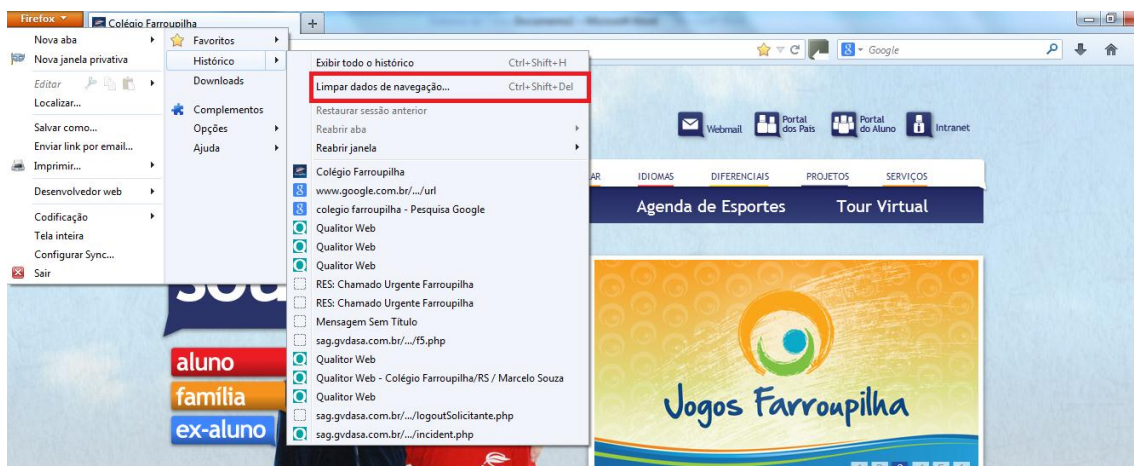 Firefox
Colégio Farroupilha
Nova aba
Nova janela privativa
Editar
Localizar...
Salvar como...
Enviar link por email...
Imprimir...
Desenvolvedor web
Codificação
Tela inteira
Configurar Sync...
Sair
Favoritos
Histórico
Downloads
Complementos
Opções
Ajuda
Exibir todo o histórico Ctrl+Shift+H
Limpar dados de navegação... Ctrl+Shift+Del
Restaurar sessão anterior
Reabrir aba
Reabrir janela
Colégio Farroupilha
www.google.com.br/.../url
colegio farroupilha - Pesquisa Google
Qualitor Web
Qualitor Web
Qualitor Web
RES: Chamado Urgente Farroupilha
RES: Chamado Urgente Farroupilha
Mensagem Sem Título
sag.gvdasa.com.br/.../f5.php
Qualitor Web
Qualitor Web - Colégio Farroupilha/RS / Marcelo Souza
sag.gvdasa.com.br/.../logoutSolicitante.php
sag.gvdasa.com.br/.../incident.php
Google
Webmail
Portal dos Pais
Portal do Aluno
Intranet
AR IDIOMAS DIFERENCIAIS PROJETOS SERVIÇOS
Agenda de Esportes Tour Virtual
aluno
família
ex-aluno
Jogos Farroupilha